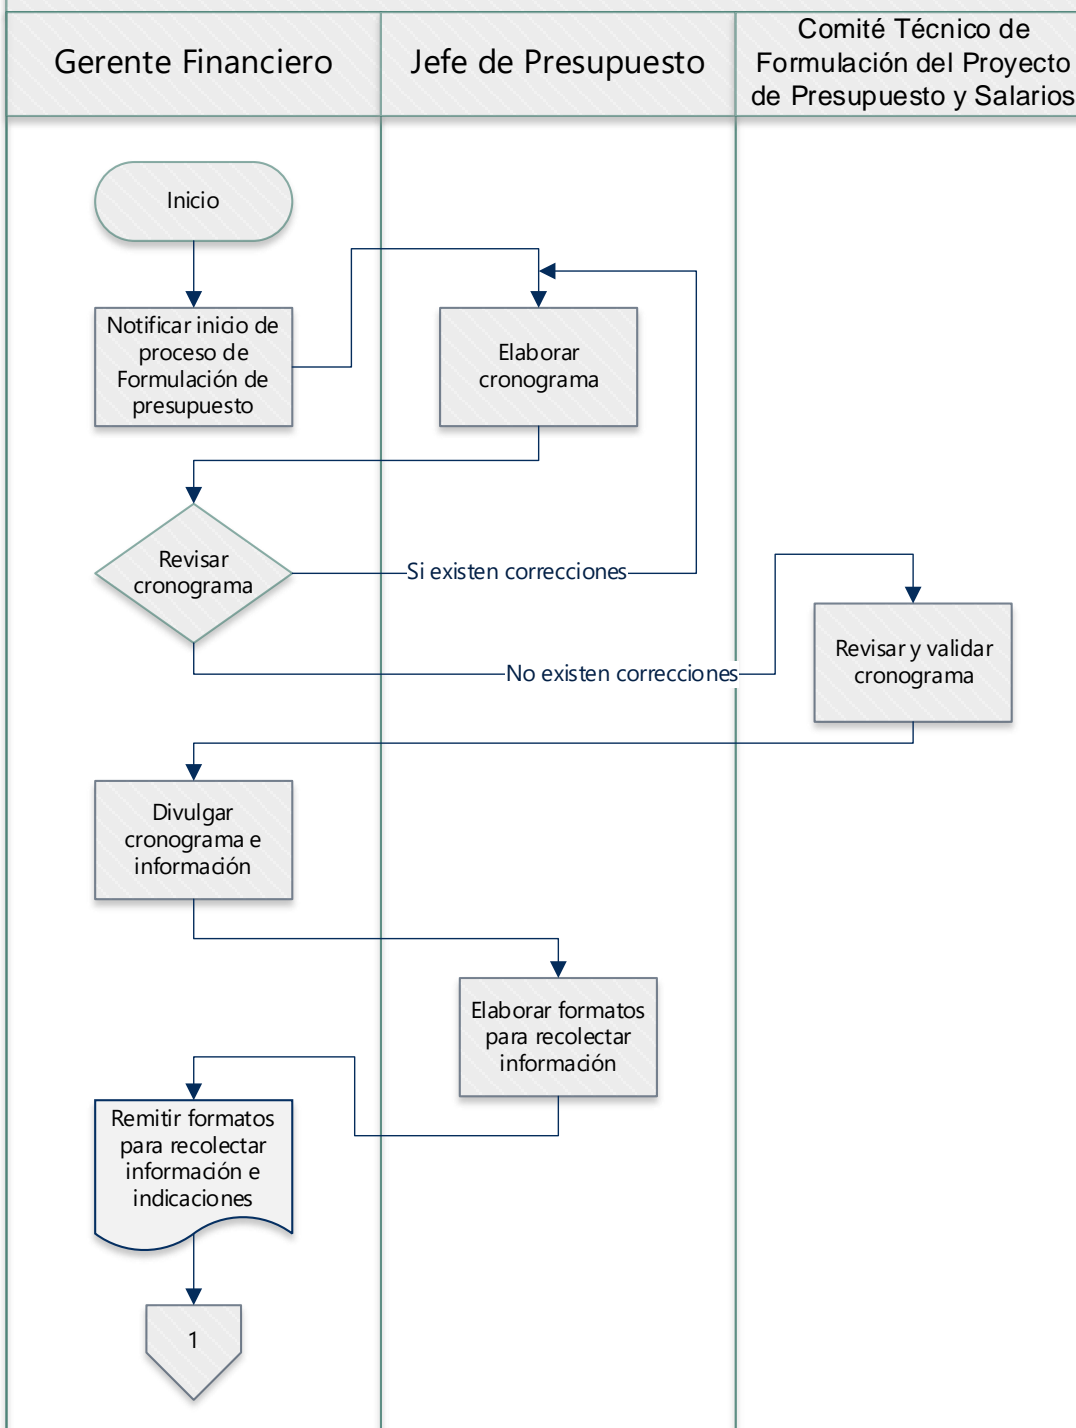 Gerente Financiero
Jefe de Presupuesto
Comité Técnico de
Formulación del Proyecto
de Presupuesto y Salarios
Inicio
Notificar inicio de
proceso de
Formulación de
presupuesto
Elaborar
cronograma
Revisar
cronograma
Si existen correcciones
No existen correcciones
Revisar y validar
cronograma
Divulgar
cronograma e
información
Elaborar formatos
para recolectar
información
Remitir formatos
para recolectar
información e
indicaciones
1